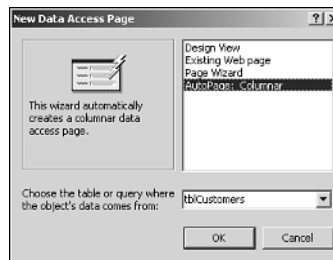 New Data Access Page
This wizard automatically
creates a columnar data
access page.
Design View
Existing Web page
Page Wizard
AutoPage: Columnar
Choose the table or query where
the object's data comes from:
tblCustomers
OK
Cancel